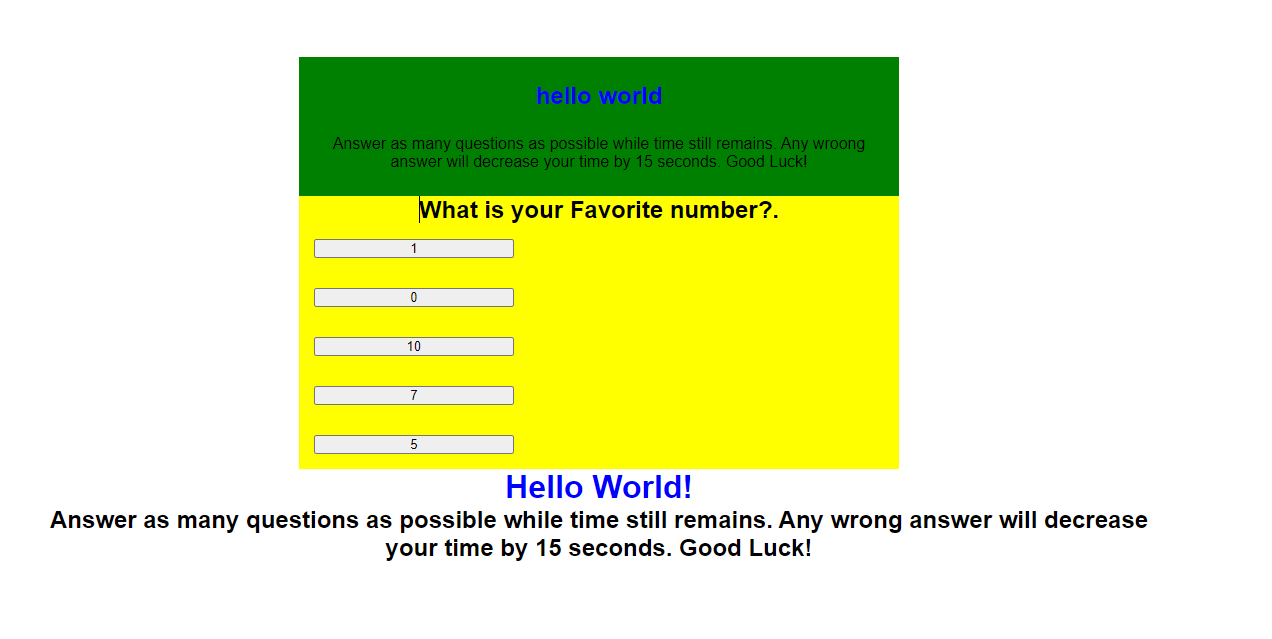 hello world
Answer as many questions as possible while time still remains. Any wroong
answer will decrease your time by 15 seconds. Good Luck!
What is your Favorite number?.
1
0
10
7
5
Hello World!
Answer as many questions as possible while time still remains. Any wrong answer will decrease
your time by 15 seconds. Good Luck!